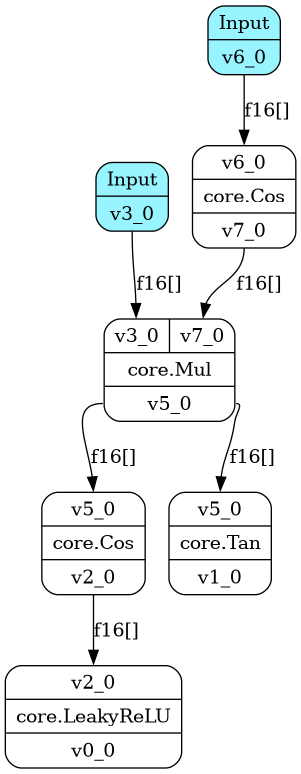 Input
v6_0
f16[]
v6_0
core.Cos
v7_0
Input
v3_0
f16[]
f16[]
v3_0 v7_0
core.Mul
v5_0
f16[]
f16[]
v5_0
core.Cos
v2_0
v5_0
core.Tan
v1_0
f16[]
v2_0
core.LeakyReLU
v0_0